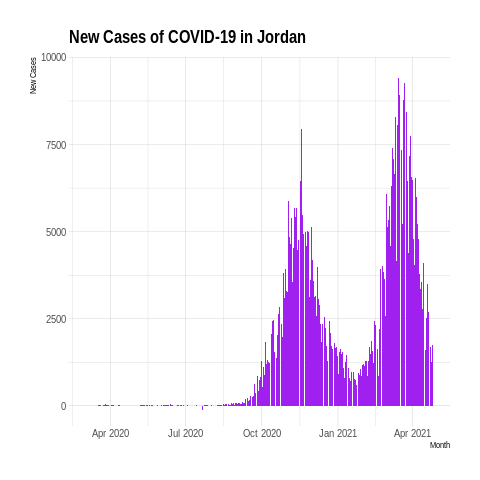 New Cases of COVID-19 in Jordan
New Cases
10000
7500
5000
2500
0
Apr 2020
Jul 2020
Oct 2020
Jan 2021
Apr 2021
Month